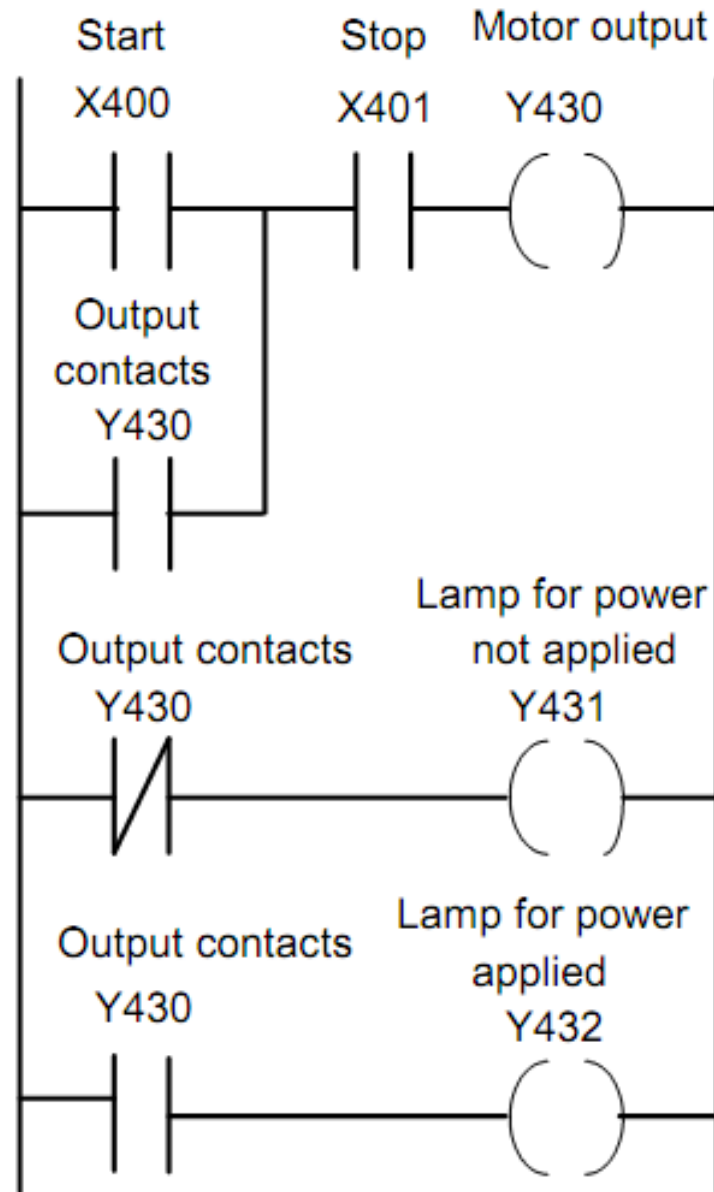 Start
Stop
Motor output
X400
X401
Y430
Output
contacts
Y430
Lamp for power
not applied
Output contacts
Y430
Y431
Lamp for power
applied
Output contacts
Y430
Y432